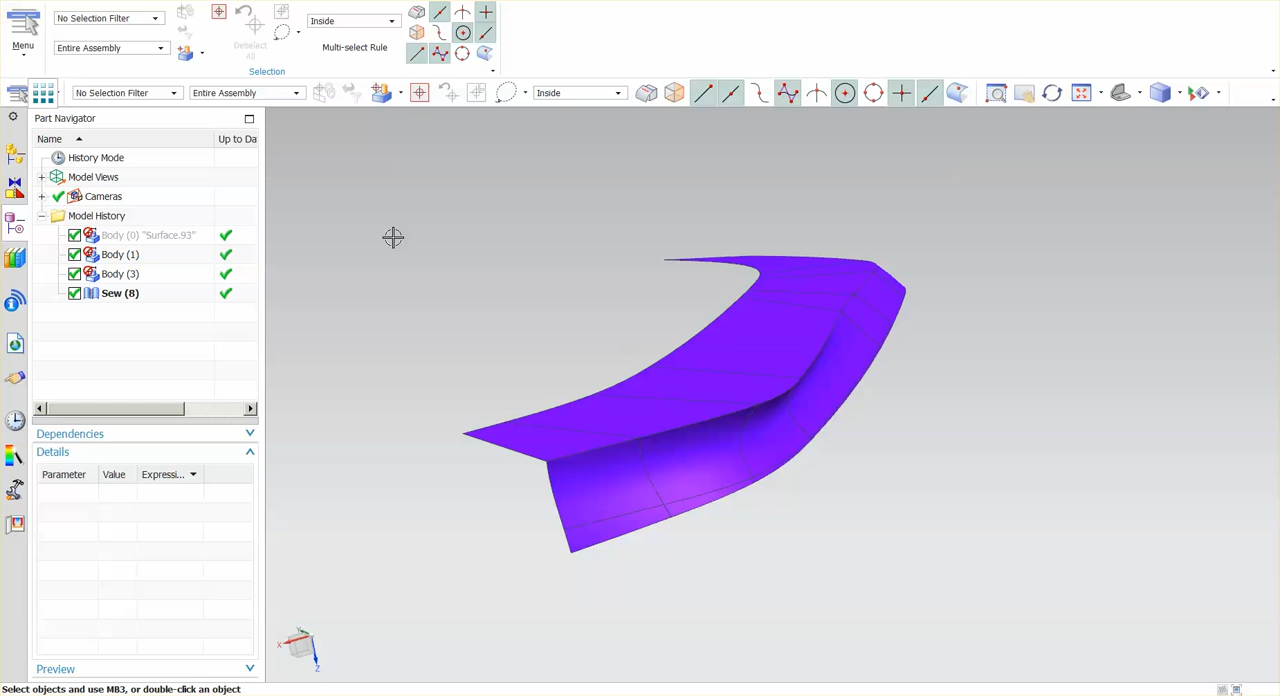 No Selection Filter
Inside
Menu
Entire Assembly
Deselect
All
Multi-select Rule
Selection
No Selection Filter
Entire Assembly
Inside
Part Navigator
Name
Up to Da
History Mode
Model Views
Cameras
Model History
Body (0) "Surface.93"
Body (1)
Body (3)
Sew (8)
Dependencies
Details
Parameter
Value
Expressi...
Preview
X
Y
Z
Select objects and use MB3, or double-click an object